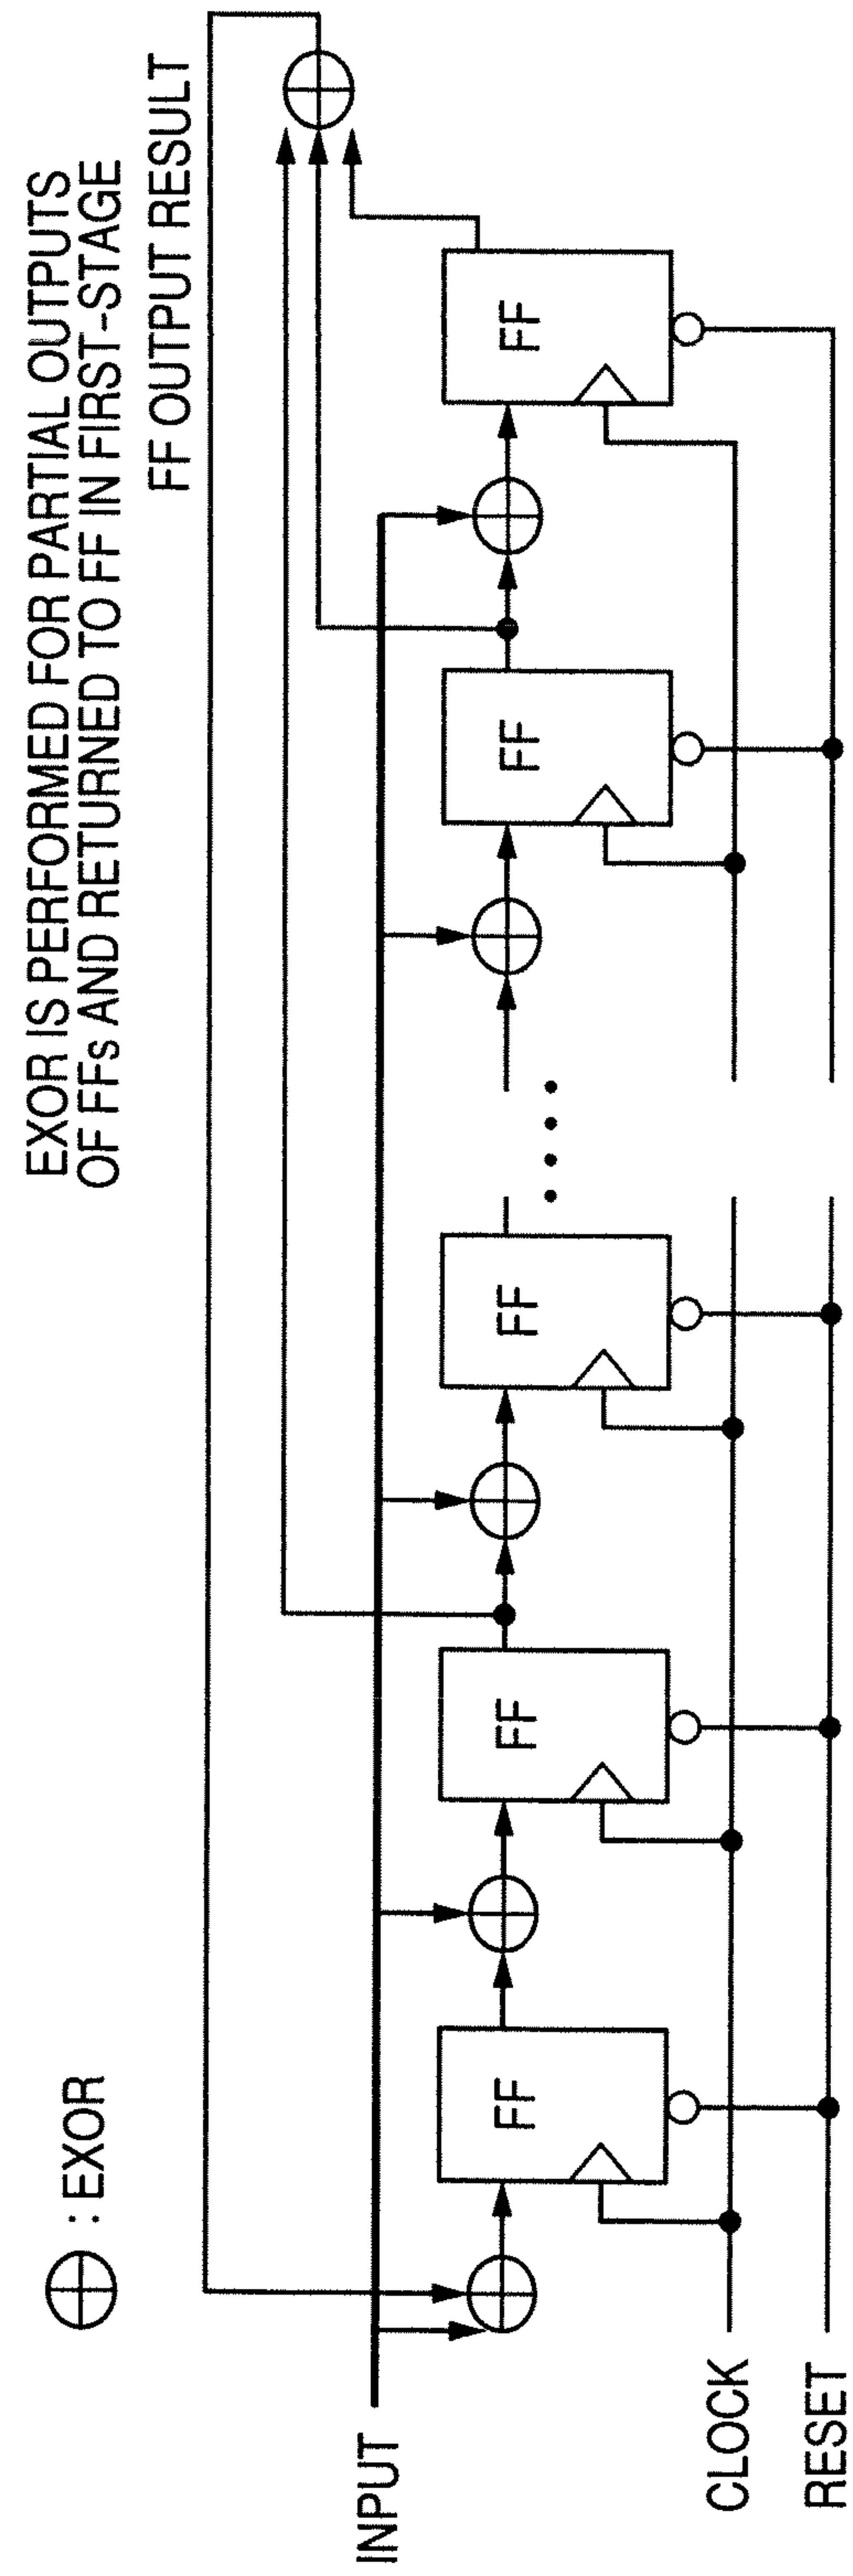 EXOR IS PERFORMED FOR PARTIAL OUTPUTS
OF FFs AND RETURNED TO FF IN FIRST-STAGE
FF OUTPUT RESULT
: EXOR
INPUT
FF
FF
FF
FF
FF
CLOCK
RESET